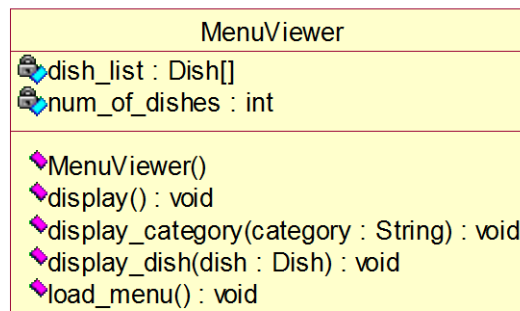 MenuViewer
dish_list : Dish[]
num_of_dishes : int
MenuViewer()
display() : void
display_category(category : String) : void
display_dish(dish : Dish) : void
load_menu() : void